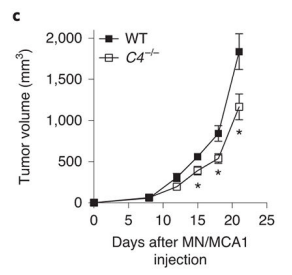 c
2,000
WT
C4⁻/⁻
1,500
1,000
500
0
Tumor volume (mm³)
*
*
*
0 5 10 15 20 25
Days after MN/MCA1
injection